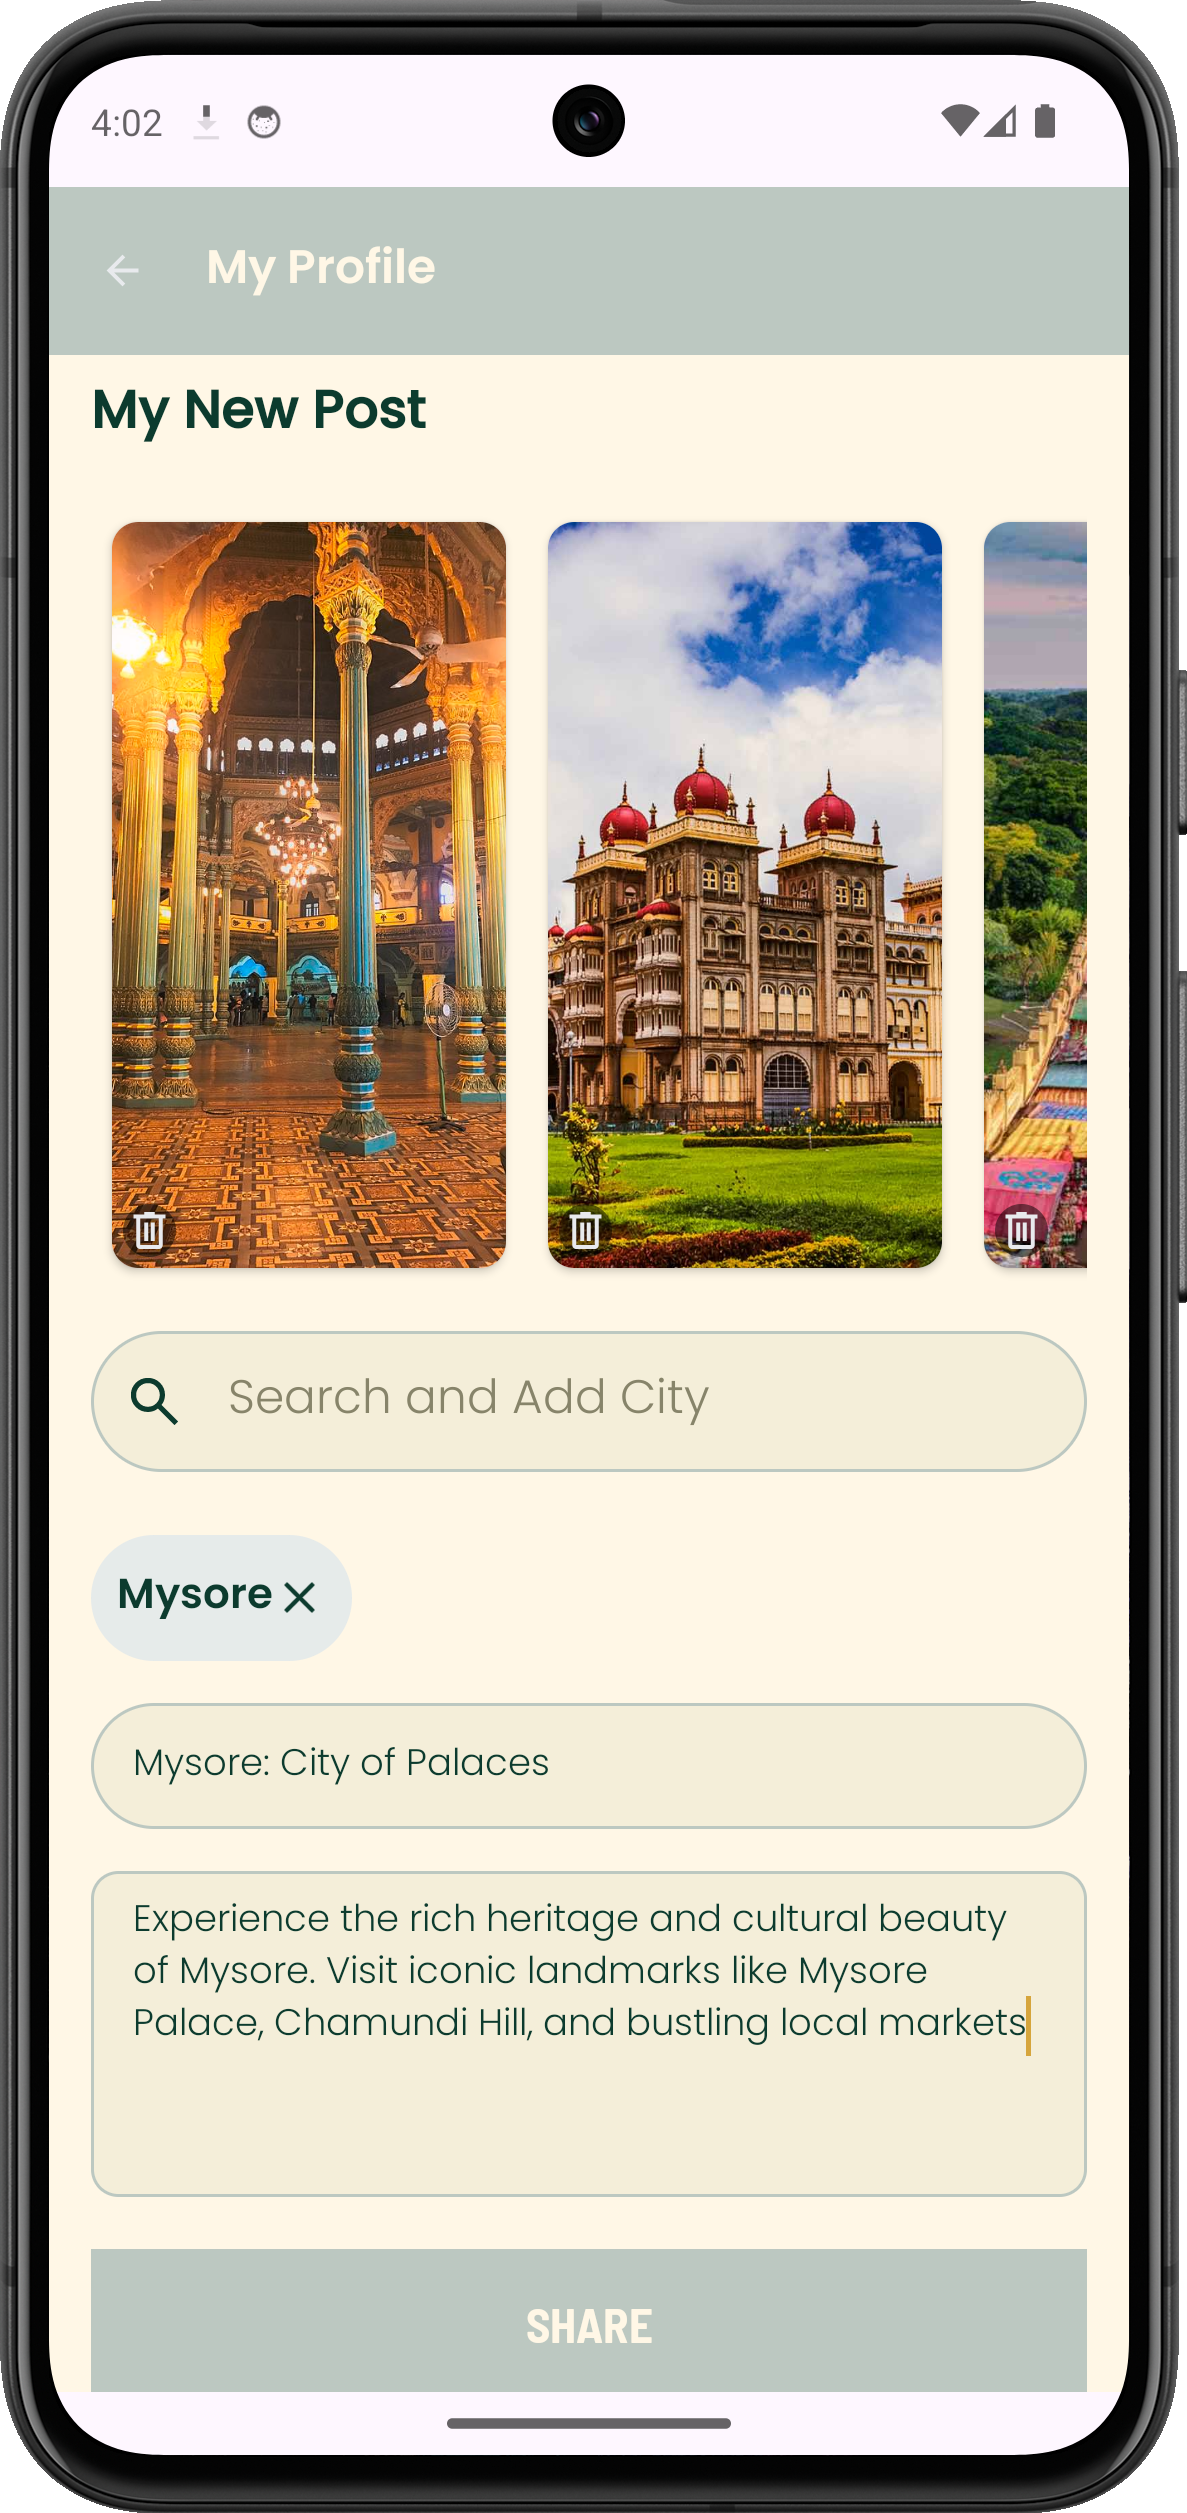 4:02
My Profile
My New Post
Search and Add City
Mysore
Mysore: City of Palaces
Experience the rich heritage and cultural beauty
of Mysore. Visit iconic landmarks like Mysore
Palace, Chamundi Hill, and bustling local markets
SHARE